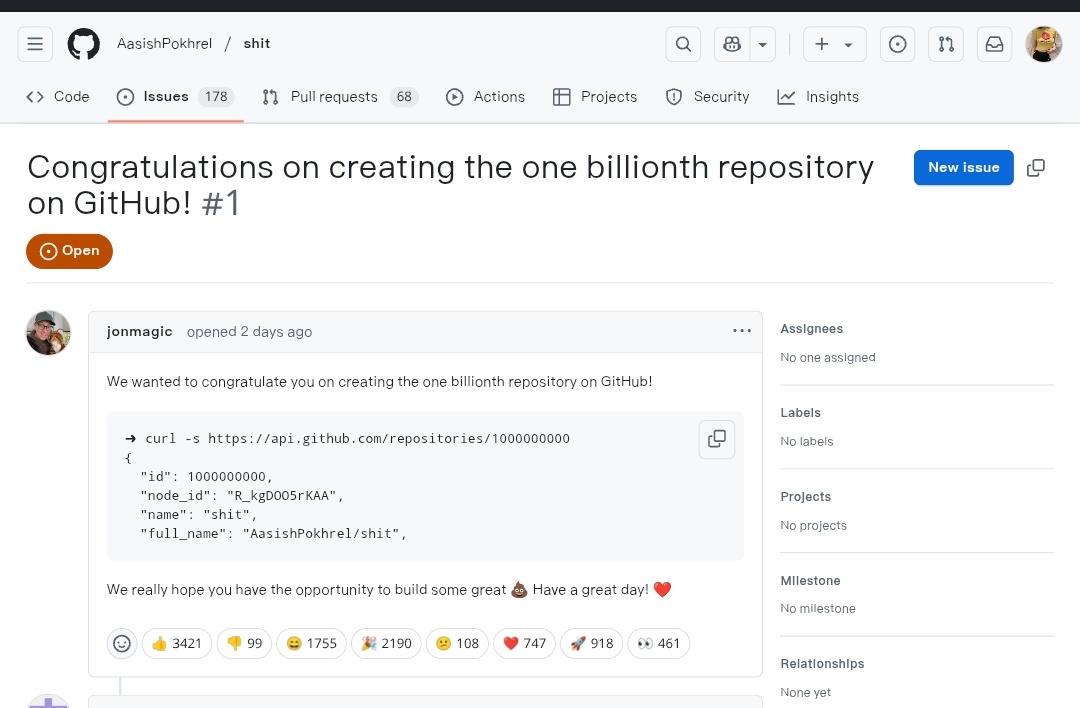 AasishPokhrel / shit
Code
Issues 178
Pull requests 68
Actions
Projects
Security
Insights
Congratulations on creating the one billionth repository
on GitHub! #1
New issue
Open
jonmagic opened 2 days ago
We wanted to congratulate you on creating the one billionth repository on GitHub!
➜ curl -s https://api.github.com/repositories/1000000000
{
"id": 1000000000,
"node_id": "R_kgDOO5rKAA",
"name": "shit",
"full_name": "AasishPokhrel/shit",
We really hope you have the opportunity to build some great 💩 Have a great day! ❤️
👍 3421 👎 99 😄 1755 🎉 2190 😕 108 ❤️ 747 🚀 918 👀 461
Assignees
No one assigned
Labels
No labels
Projects
No projects
Milestone
No milestone
Relationships
None yet